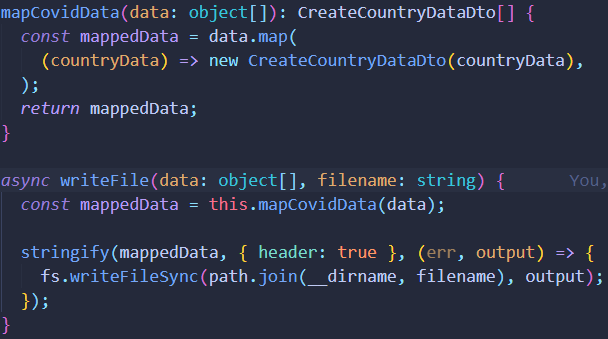 mapCovidData(data: object[]): CreateCountryDataDto[] {
  const mappedData = data.map(
    (countryData) => new CreateCountryDataDto(countryData),
  );
  return mappedData;
}

async writeFile(data: object[], filename: string) {          You,
  const mappedData = this.mapCovidData(data);

  stringify(mappedData, { header: true }, (err, output) => {
    fs.writeFileSync(path.join(__dirname, filename), output);
  });
}